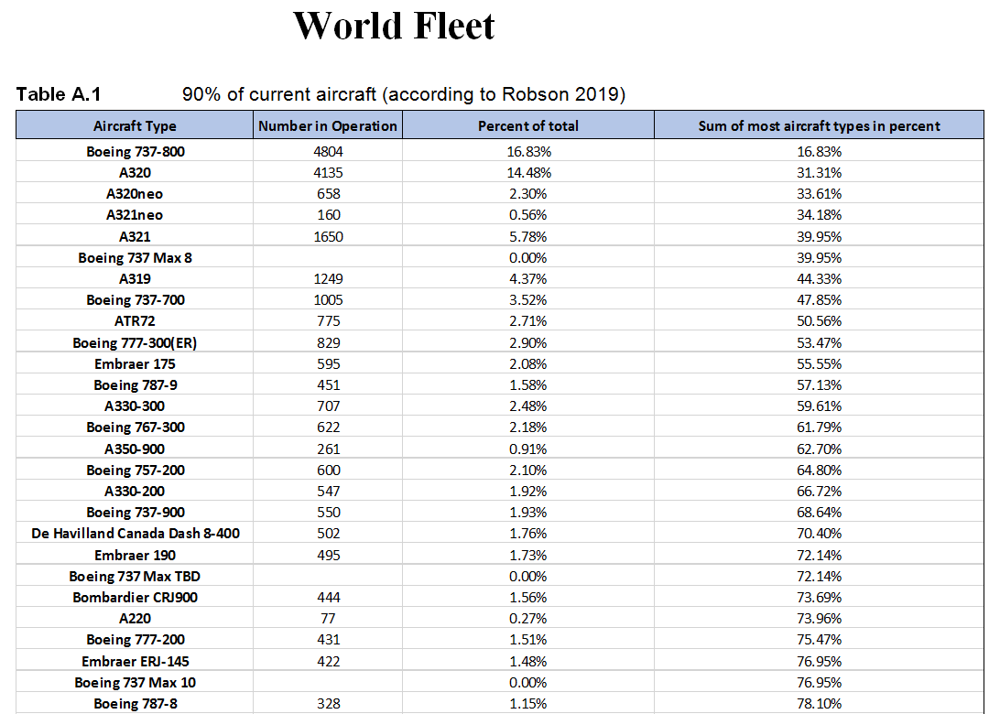 World Fleet
Table A.1 90% of current aircraft (according to Robson 2019)
Aircraft Type Number in Operation Percent of total Sum of most aircraft types in percent
Boeing 737-800 4804 16.83% 16.83%
A320 4135 14.48% 31.31%
A320neo 658 2.30% 33.61%
A321neo 160 0.56% 34.18%
A321 1650 5.78% 39.95%
Boeing 737 Max 8 0.00% 39.95%
A319 1249 4.37% 44.33%
Boeing 737-700 1005 3.52% 47.85%
ATR72 775 2.71% 50.56%
Boeing 777-300(ER) 829 2.90% 53.47%
Embraer 175 595 2.08% 55.55%
Boeing 787-9 451 1.58% 57.13%
A330-300 707 2.48% 59.61%
Boeing 767-300 622 2.18% 61.79%
A350-900 261 0.91% 62.70%
Boeing 757-200 600 2.10% 64.80%
A330-200 547 1.92% 66.72%
Boeing 737-900 550 1.93% 68.64%
De Havilland Canada Dash 8-400 502 1.76% 70.40%
Embraer 190 495 1.73% 72.14%
Boeing 737 Max TBD 0.00% 72.14%
Bombardier CRJ900 444 1.56% 73.69%
A220 77 0.27% 73.96%
Boeing 777-200 431 1.51% 75.47%
Embraer ERJ-145 422 1.48% 76.95%
Boeing 737 Max 10 0.00% 76.95%
Boeing 787-8 328 1.15% 78.10%